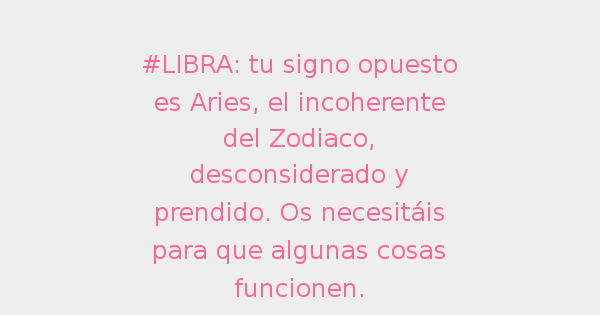 #LIBRA: tu signo opuesto
es Aries, el incoherente
del Zodiaco,
desconsiderado y
prendido. Os necesitáis
para que algunas cosas
funcionen.